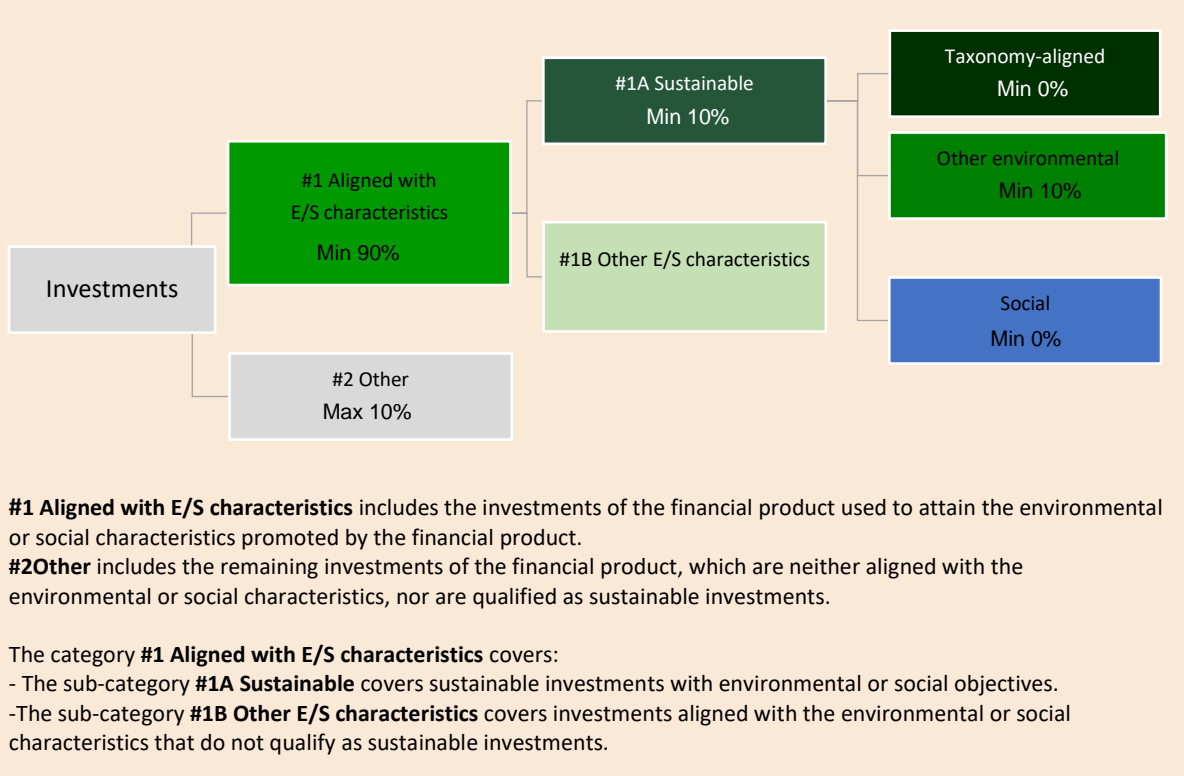 Taxonomy-aligned
Min 0%
#1A Sustainable
Min 10%
Other environmental
Min 10%
#1 Aligned with
E/S characteristics
Min 90%
#1B Other E/S characteristics
Investments
Social
Min 0%
#2 Other
Max 10%
#1 Aligned with E/S characteristics includes the investments of the financial product used to attain the environmental
or social characteristics promoted by the financial product.
#2Other includes the remaining investments of the financial product, which are neither aligned with the
environmental or social characteristics, nor are qualified as sustainable investments.
The category #1 Aligned with E/S characteristics covers:
- The sub-category #1A Sustainable covers sustainable investments with environmental or social objectives.
-The sub-category #1B Other E/S characteristics covers investments aligned with the environmental or social
characteristics that do not qualify as sustainable investments.